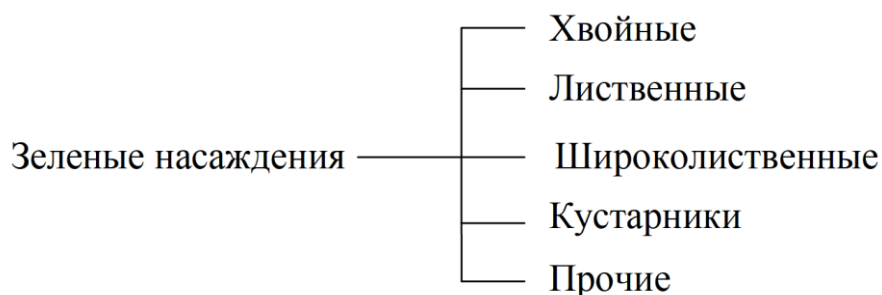 Хвойные
Лиственные
Зеленые насаждения
Широколиственные
Кустарники
Прочие